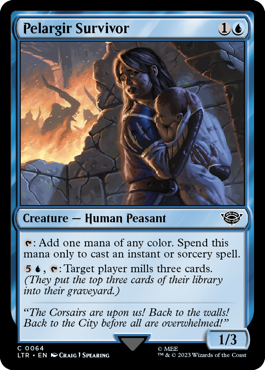 Pelargir Survivor 1
Creature — Human Peasant
: Add one mana of any color. Spend this
mana only to cast an instant or sorcery spell.
5 , : Target player mills three cards.
(They put the top three cards of their library
into their graveyard.)
“The Corsairs are upon us! Back to the walls!
Back to the City before all are overwhelmed!”
1/3
C 0064
LTR • EN CRAIG J SPEARING
© MEE
™ & © 2023 Wizards of the Coast